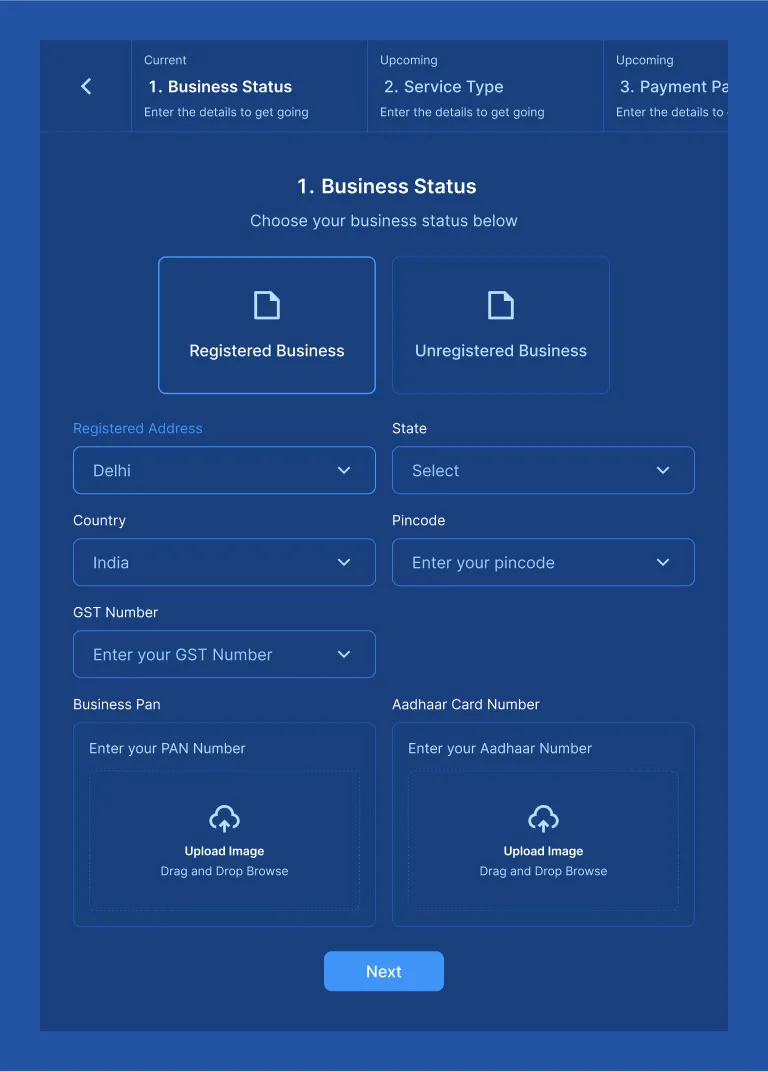 Current
1. Business Status
Enter the details to get going
Upcoming
2. Service Type
Enter the details to get going
Upcoming
3. Payment Pa
Enter the details to
1. Business Status
Choose your business status below
Registered Business
Unregistered Business
Registered Address
State
Delhi
Select
Country
Pincode
India
Enter your pincode
GST Number
Enter your GST Number
Business Pan
Aadhaar Card Number
Enter your PAN Number
Enter your Aadhaar Number
Upload Image
Drag and Drop Browse
Upload Image
Drag and Drop Browse
Next